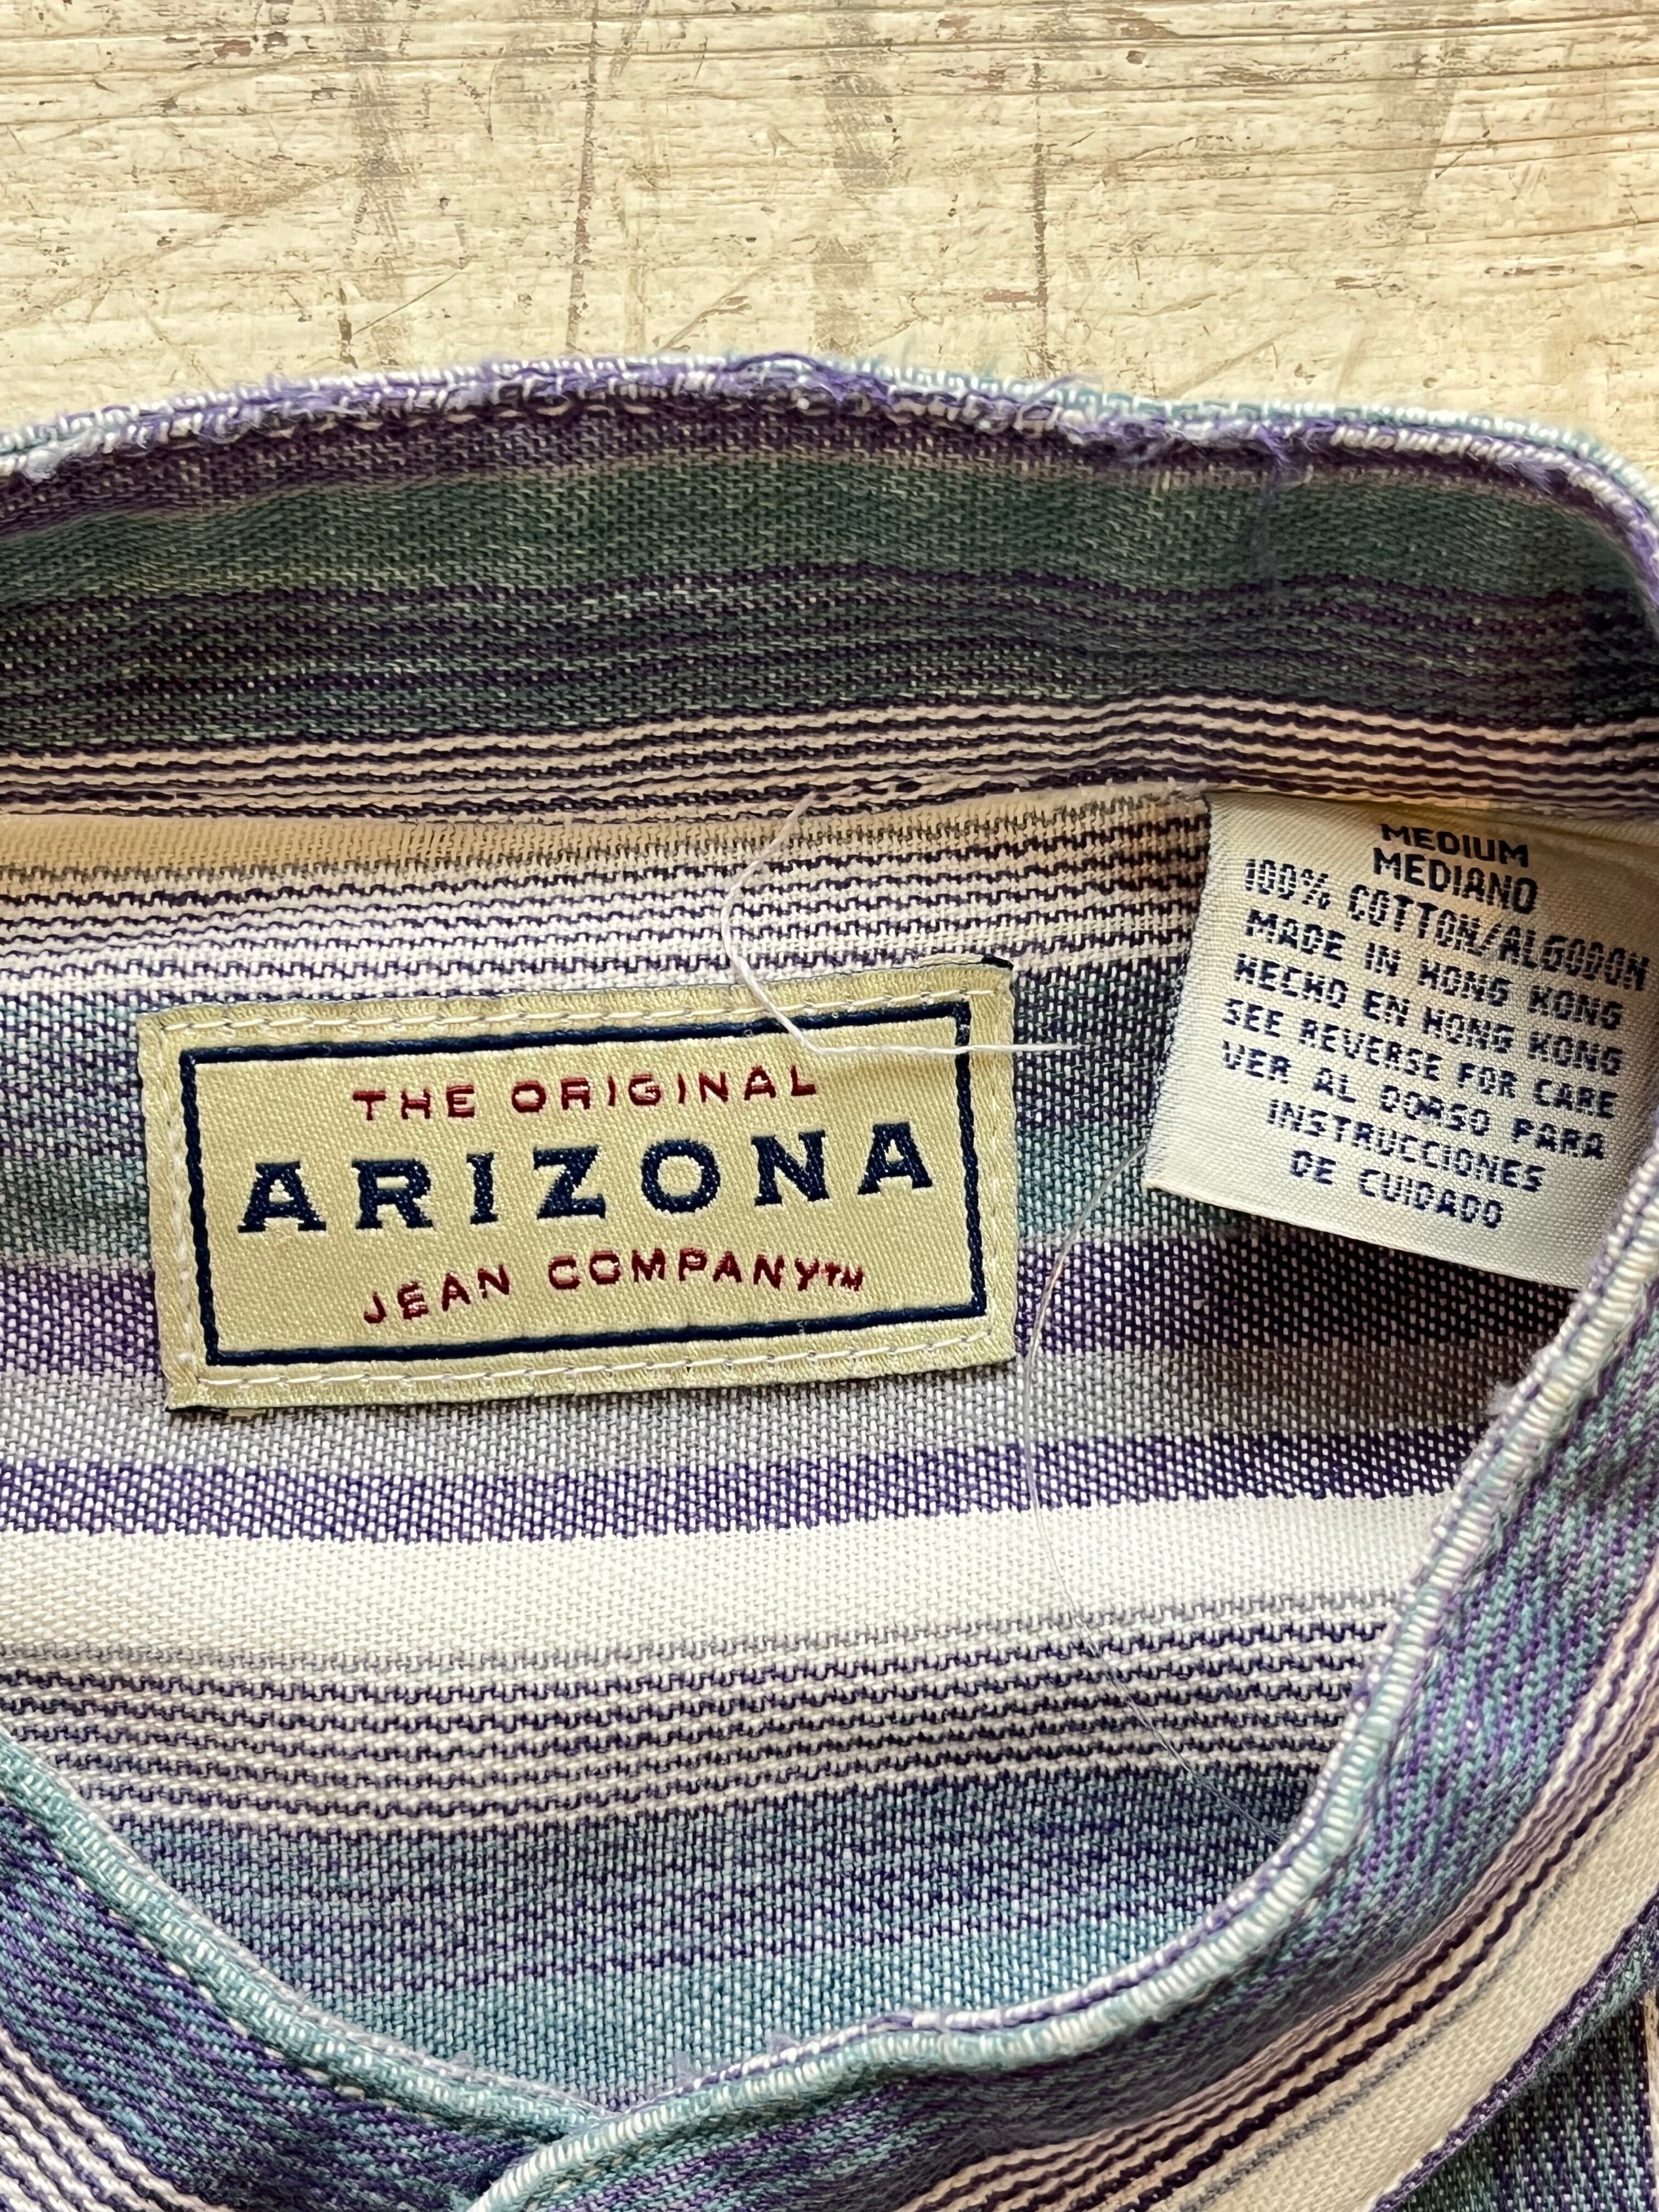 THE ORIGINAL
ARIZONA
JEAN COMPANY™
MEDIUM
MEDIANO
100% COTTON/ALGODON
MADE IN HONG KONG
HECHO EN HONG KONG
SEE REVERSE FOR CARE
VER AL DORSO PARA
INSTRUCCIONES
DE CUIDADO